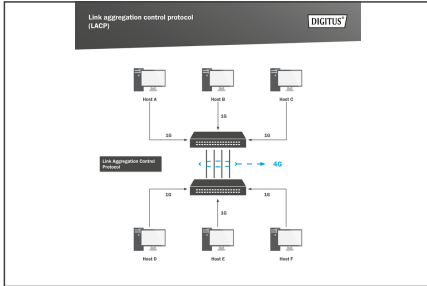 Link aggregation control protocol
(LACP)
DIGITUS®
Host A
Host B
Host C
1G
1G
1G
Link Aggregation Control
Protocol
4G
1G
1G
1G
Host D
Host E
Host F